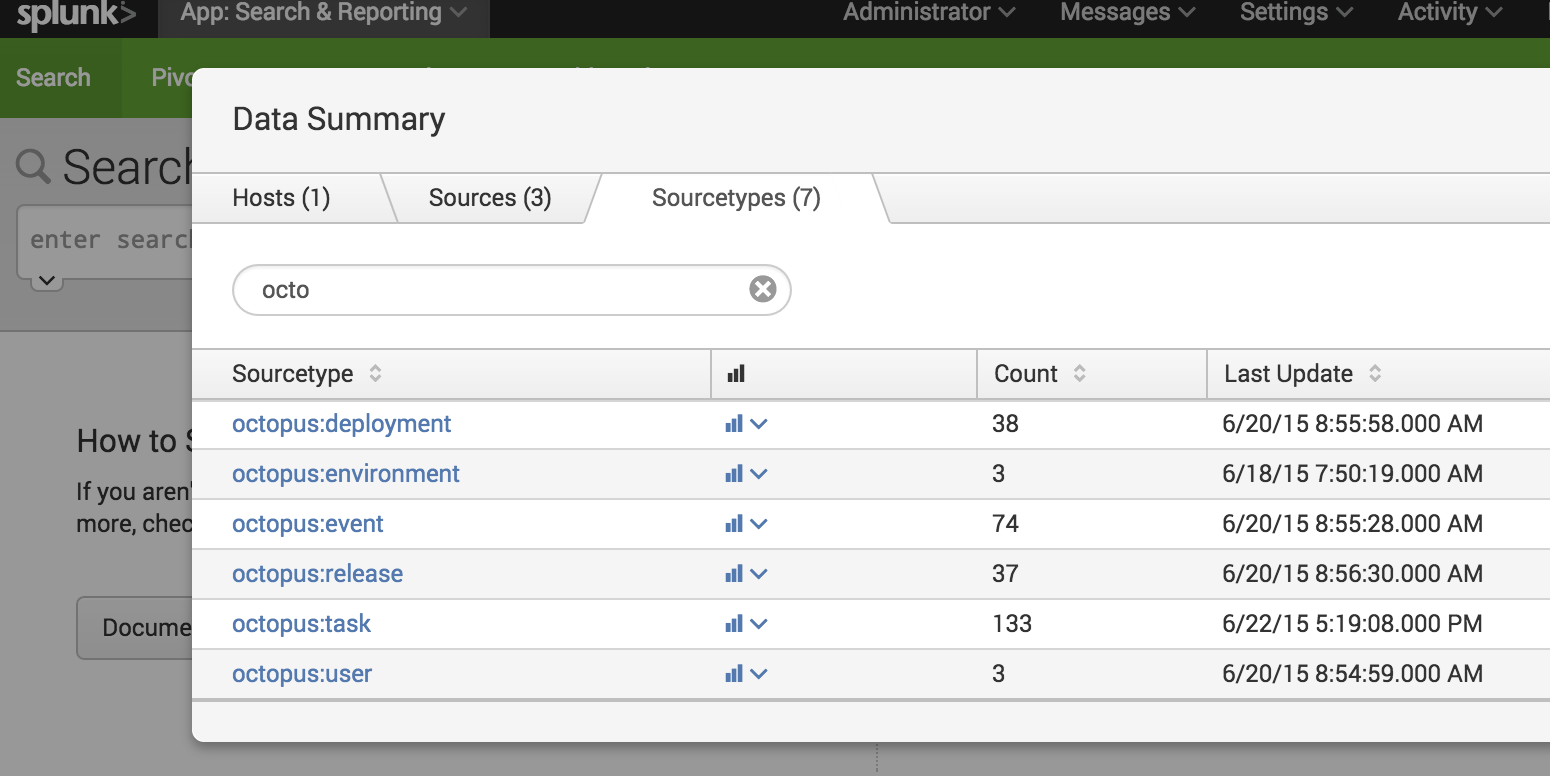 splunk> App: Search & Reporting Administrator Messages Settings Activity
Search
Data Summary
Search
Hosts (1) Sources (3) Sourcetypes (7)
enter
octo
Sourcetype Count Last Update
octopus:deployment 38 6/20/15 8:55:58.000 AM
How to
octopus:environment 3 6/18/15 7:50:19.000 AM
If you
octopus:event 74 6/20/15 8:55:28.000 AM
more,
octopus:release 37 6/20/15 8:56:30.000 AM
octopus:task 133 6/22/15 5:19:08.000 PM
octopus:user 3 6/20/15 8:54:59.000 AM